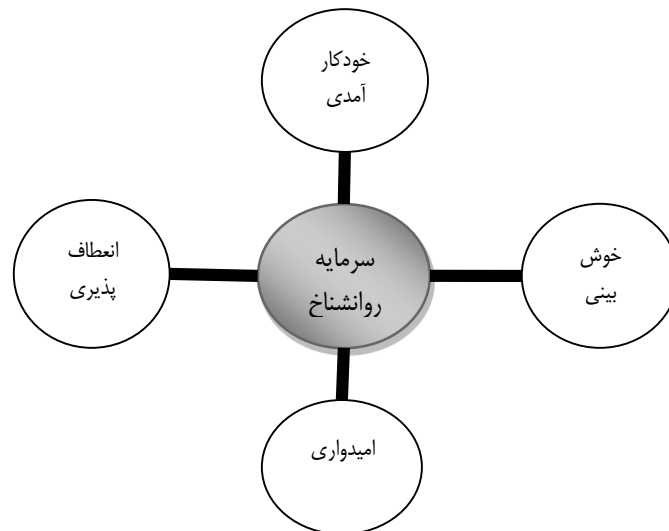 خودکار
آمدی
انعطاف
پذیری
سرمایه
روانشناخ
خوش
بینی
امیدواری